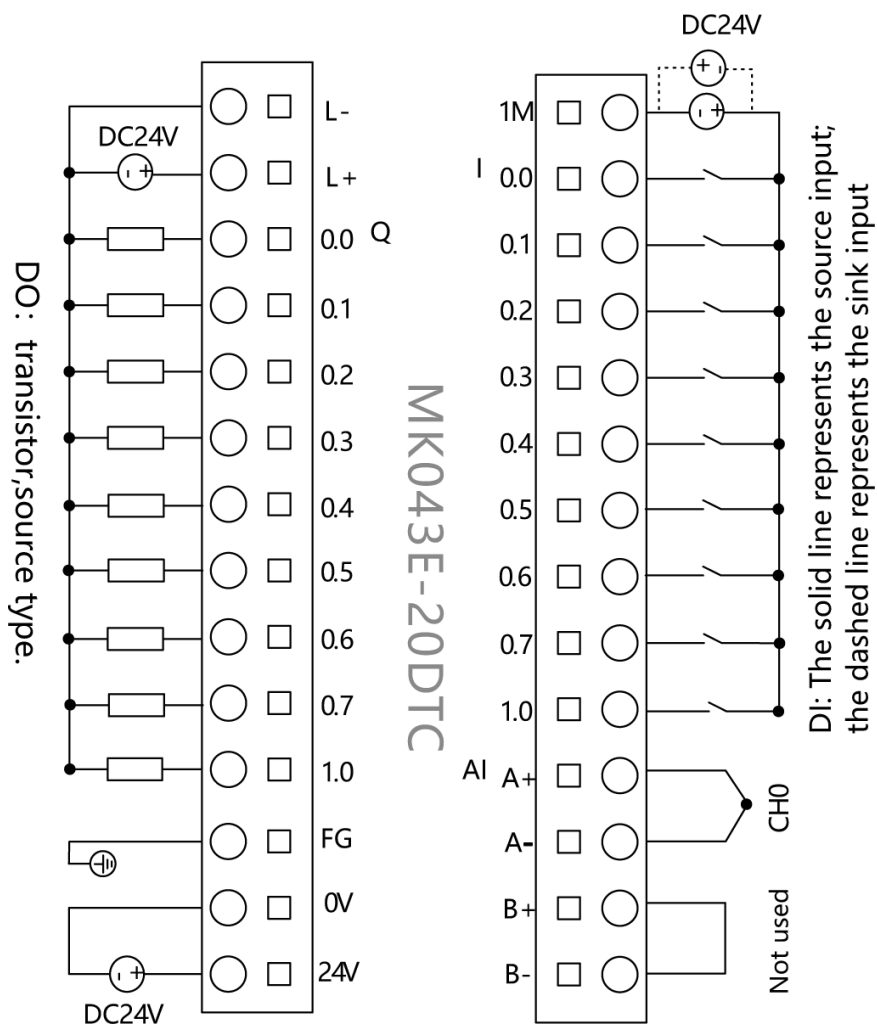 DC24V
L-
DC24V
L+
0.0 Q
0.1
0.2
0.3
0.4
0.5
0.6
0.7
1.0
FG
0V
24V
DC24V
DO: transistor,source type.
MK043E-20DTC
1M
I 0.0
0.1
0.2
0.3
0.4
0.5
0.6
0.7
1.0
AI A+
A-
B+
B-
CH0
Not used
DI: The solid line represents the source input;
the dashed line represents the sink input